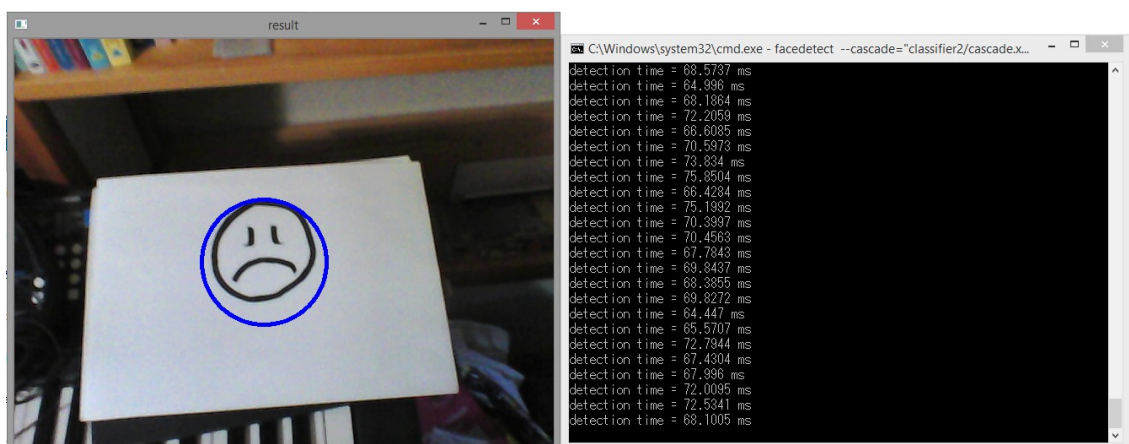 result
C:\Windows\system32\cmd.exe - facedetect --cascade="classifier2/cascade.x...
detection time = 68.5737 ms
detection time = 64.996 ms
detection time = 68.1864 ms
detection time = 72.2059 ms
detection time = 66.6085 ms
detection time = 70.5973 ms
detection time = 73.834 ms
detection time = 75.8504 ms
detection time = 66.4284 ms
detection time = 75.1992 ms
detection time = 70.3997 ms
detection time = 70.4563 ms
detection time = 67.7843 ms
detection time = 69.8437 ms
detection time = 68.3855 ms
detection time = 69.8272 ms
detection time = 64.447 ms
detection time = 65.5707 ms
detection time = 72.7944 ms
detection time = 67.4304 ms
detection time = 67.996 ms
detection time = 72.0095 ms
detection time = 72.5341 ms
detection time = 68.1005 ms